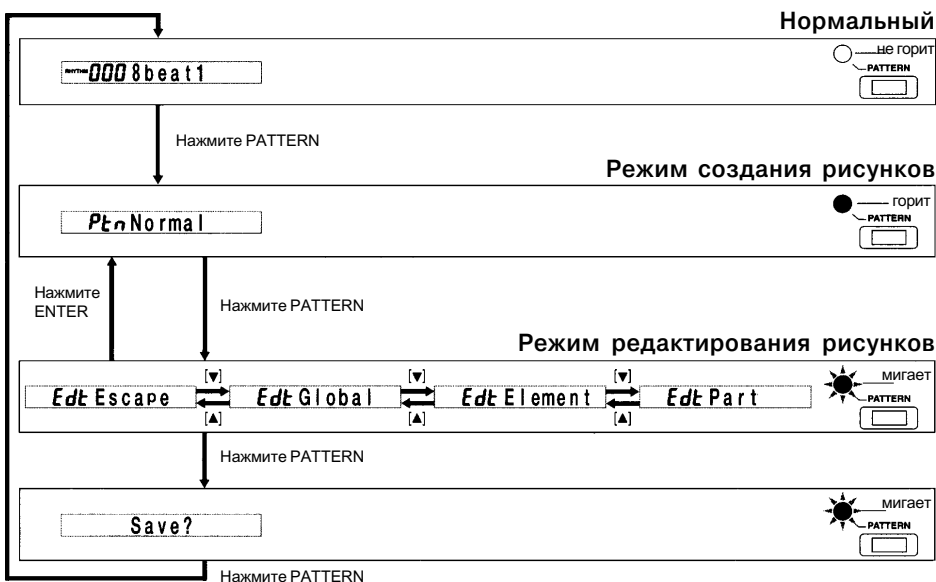 Нормальный
RHYTHM 000 8beat1
не горит
PATTERN
Нажмите PATTERN
Режим создания рисунков
Ptn Normal
горит
PATTERN
Нажмите
ENTER
Нажмите PATTERN
Режим редактирования рисунков
[▼] [▼] [▼]
Edt Escape Edt Global Edt Element Edt Part
[▲] [▲] [▲]
мигает
PATTERN
Нажмите PATTERN
Save?
мигает
PATTERN
Нажмите PATTERN